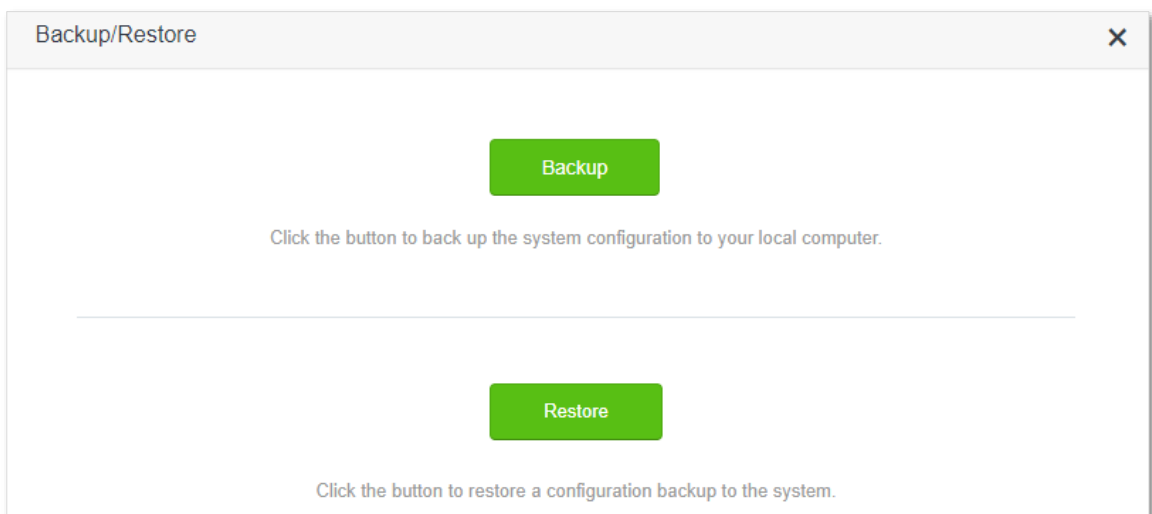 Backup/Restore
Backup
Click the button to back up the system configuration to your local computer.
Restore
Click the button to restore a configuration backup to the system.